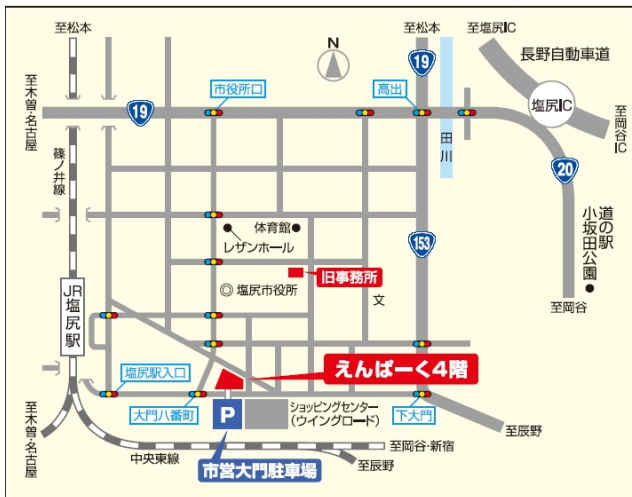 至松本
至松本
至塩尻IC
N
長野自動車道
19
至木曽・名古屋
19
市役所口
高出
塩尻IC
至岡谷IC
田川
20
篠ノ井線
体育館
レザンホール
153
道の駅
小坂田公園
旧事務所
塩尻市役所
文
至岡谷
JR塩尻駅
えんぱーく4階
塩尻駅入口
大門八番町
P
ショッピングセンター
(ウイングロード)
下大門
至辰野
至木曽・名古屋
中央東線
市営大門駐車場
至岡谷・新宿
至辰野